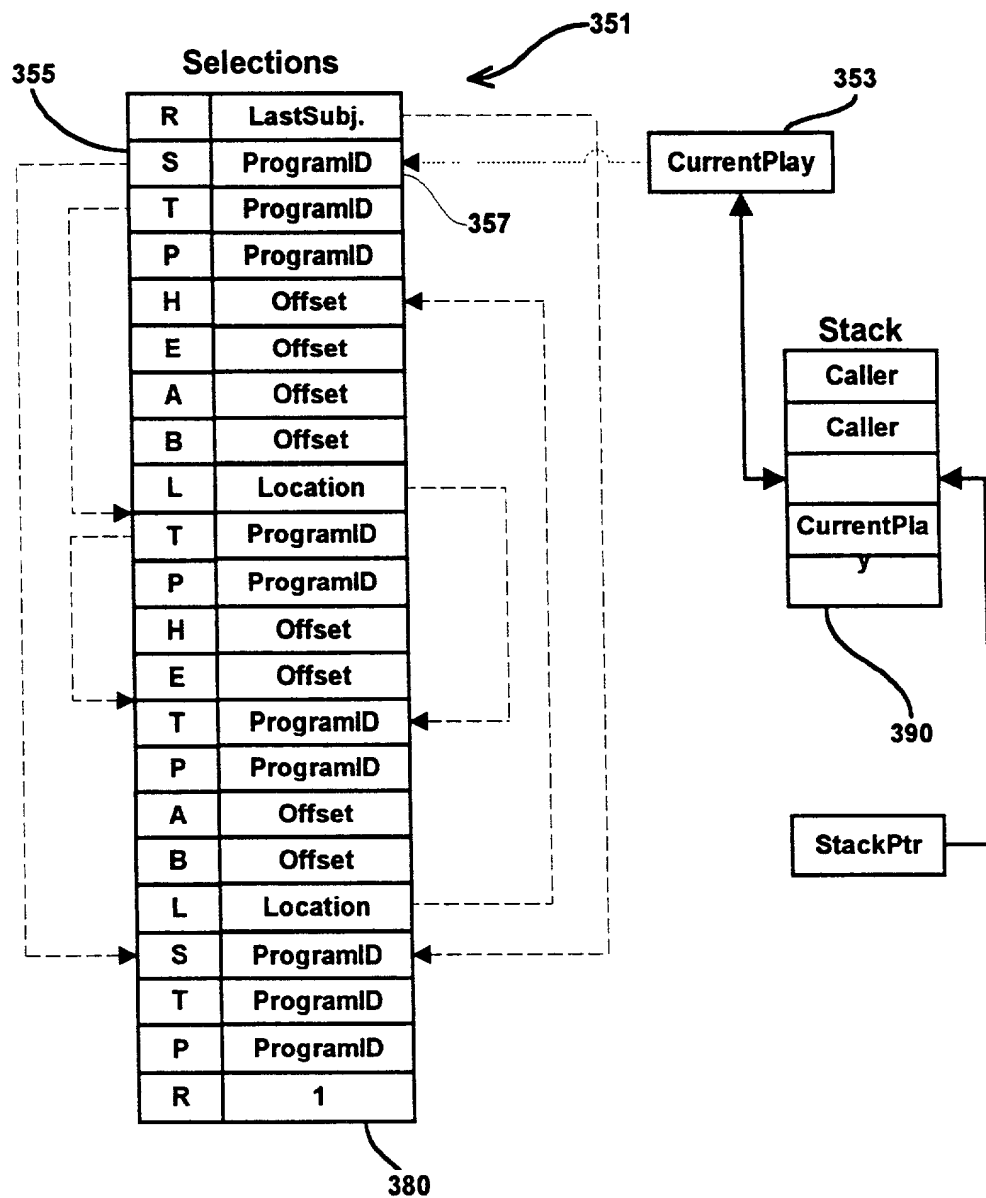 351
Selections
355
353
R LastSubj.
S ProgramID
CurrentPlay
T ProgramID
357
P ProgramID
H Offset
E Offset
A Offset
B Offset
L Location
T ProgramID
P ProgramID
H Offset
E Offset
T ProgramID
P ProgramID
A Offset
B Offset
L Location
S ProgramID
T ProgramID
P ProgramID
R 1
380
Stack
Caller
Caller
CurrentPla
y
390
StackPtr